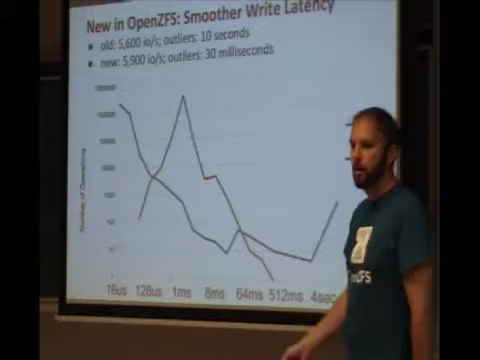 New in OpenZFS: Smoother Write Latency
• old: 5,600 io/s; outliers: 10 seconds
• new: 5,900 io/s; outliers: 30 milliseconds
Number of Operations
16us 128us 1ms 8ms 64ms 512ms 4sec